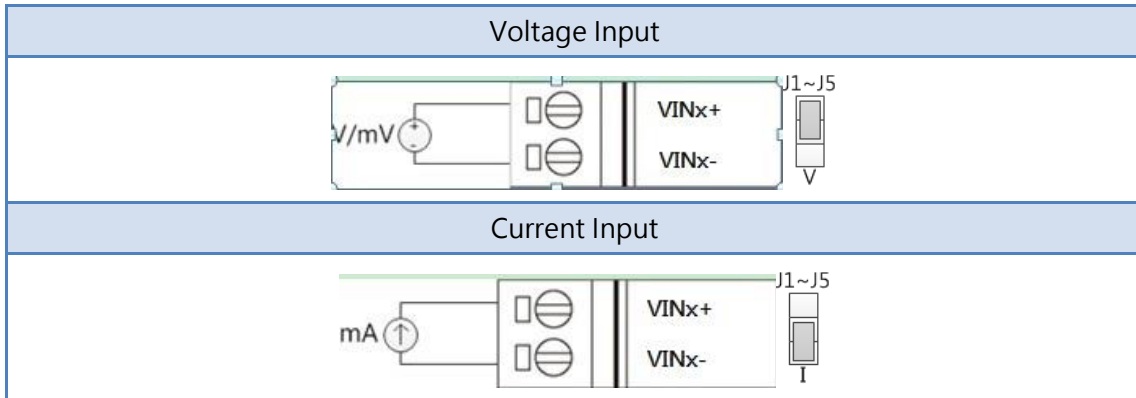 Voltage Input
J1~J5
VINx+
V/mV
+
-
VINx-
V
Current Input
J1~J5
VINx+
mA
VINx-
I